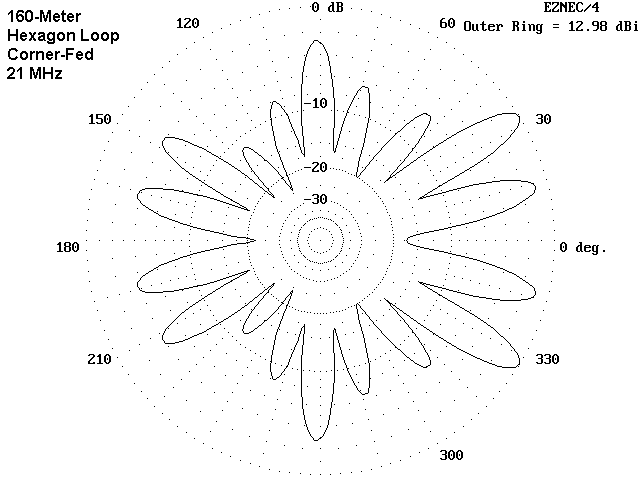 160-Meter
Hexagon Loop
Corner-Fed
21 MHz
0 dB
EZNEC/4
Outer Ring = 12.98 dBi
120
60
-10
150
30
-20
-30
180
0 deg.
210
330
300